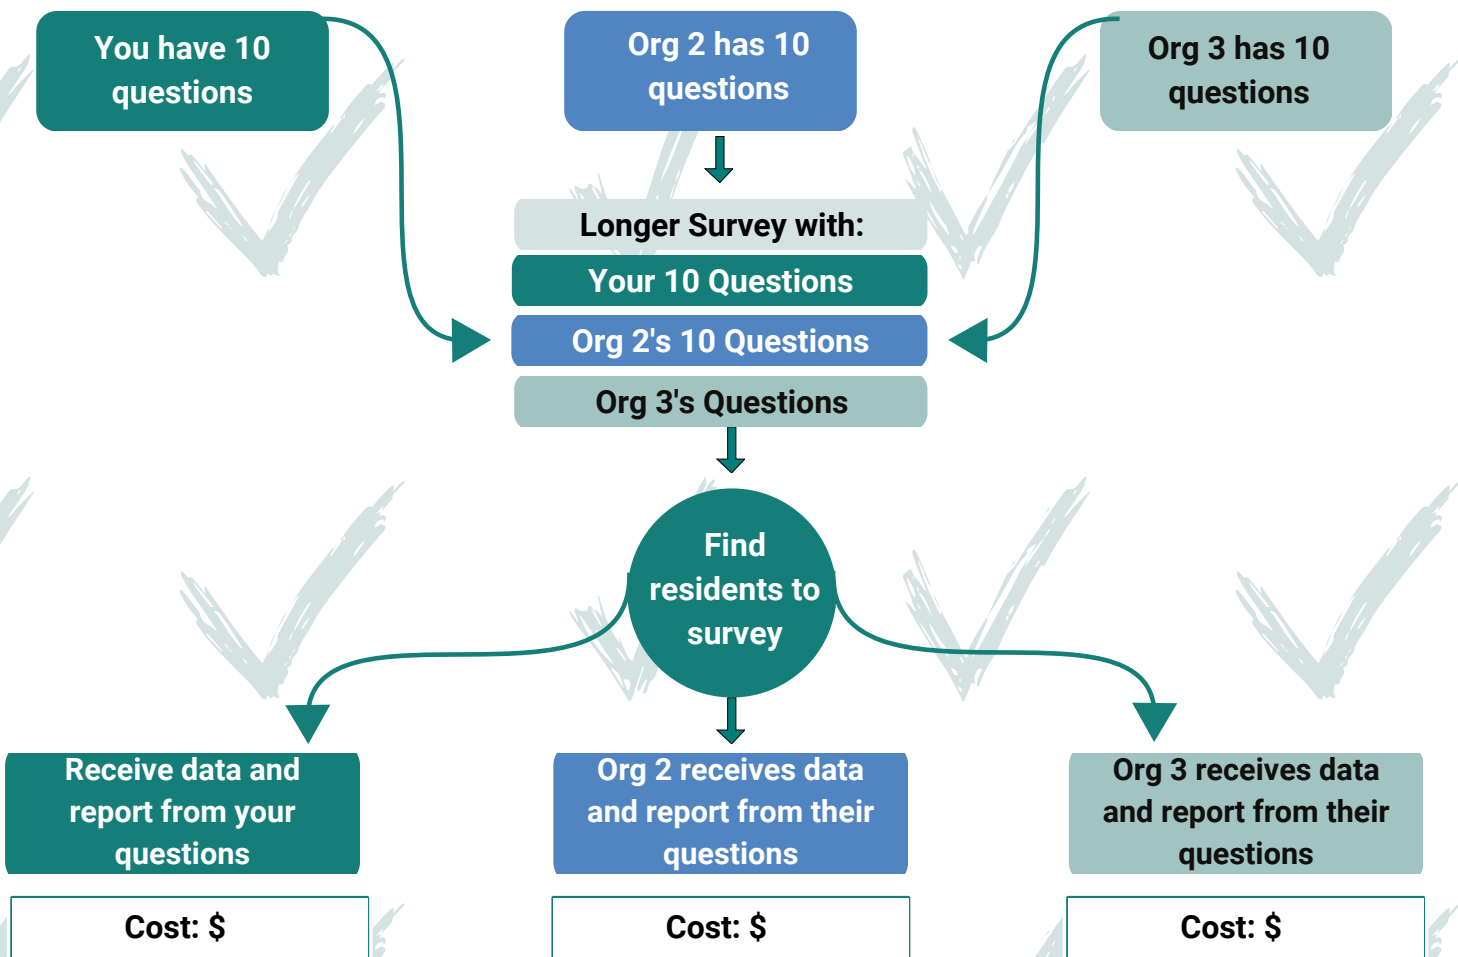 You have 10
questions
Org 2 has 10
questions
Org 3 has 10
questions
Longer Survey with:
Your 10 Questions
Org 2's 10 Questions
Org 3's Questions
Find
residents to
survey
Receive data and
report from your
questions
Org 2 receives data
and report from their
questions
Org 3 receives data
and report from their
questions
Cost: $
Cost: $
Cost: $